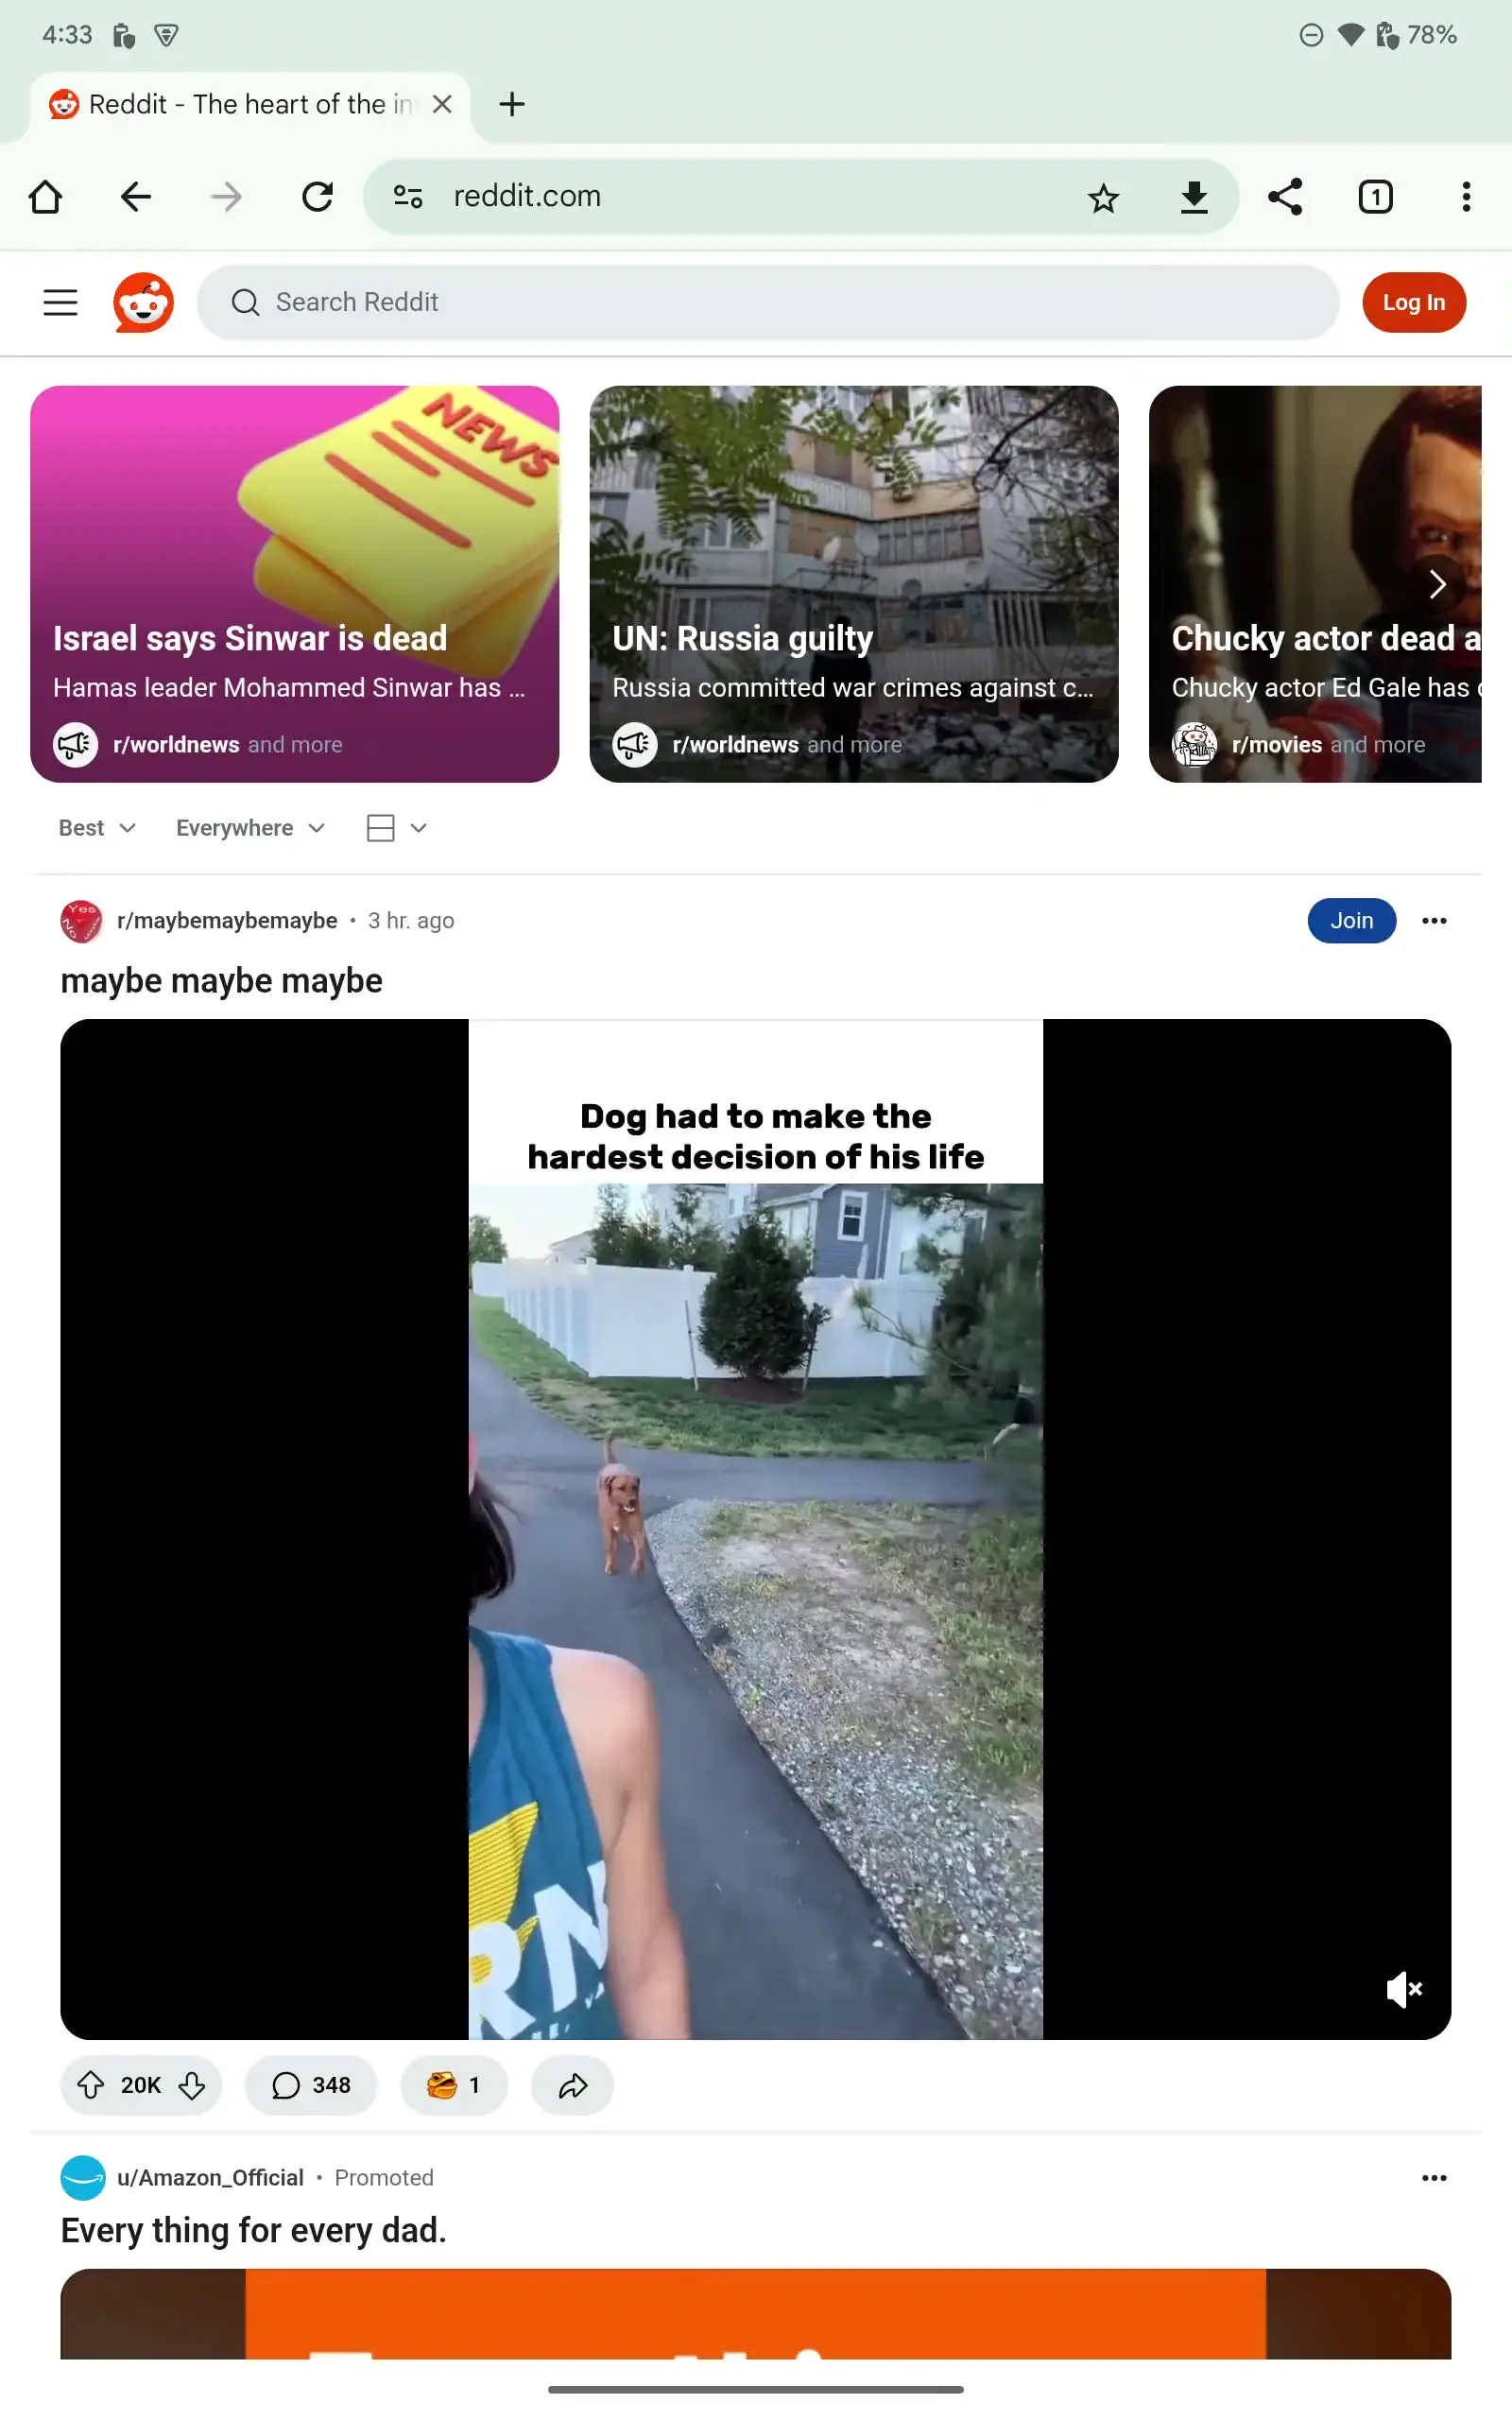 4:33
78%
Reddit - The heart of the in
reddit.com
1
Search Reddit
Log In
NEWS
Israel says Sinwar is dead
Hamas leader Mohammed Sinwar has ...
r/worldnews and more
UN: Russia guilty
Russia committed war crimes against c...
r/worldnews and more
Chucky actor dead a
Chucky actor Ed Gale has
r/movies and more
Best
Everywhere
Yes
NO
r/maybemaybemaybe • 3 hr. ago
Join
maybe maybe maybe
Dog had to make the
hardest decision of his life
RN
20K
348
1
u/Amazon_Official • Promoted
Every thing for every dad.